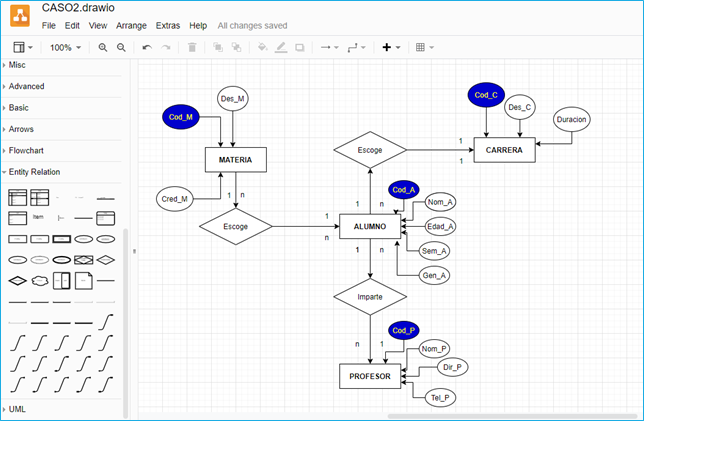 CASO2.drawio
File Edit View Arrange Extras Help All changes saved
100%
Misc
Advanced
Basic
Arrows
Flowchart
Entity Relation
Item
UML
Cod_M
Des_M
MATERIA
Cred_M
1 n
Escoge
1
n
Escoge
1
1
Cod_C
Des_C
Duracion
CARRERA
1 n
Cod_A
Nom_A
ALUMNO
Edad_A
Sem_A
Gen_A
1 n
Imparte
n 1
Cod_P
Nom_P
Dir_P
PROFESOR
Tel_P